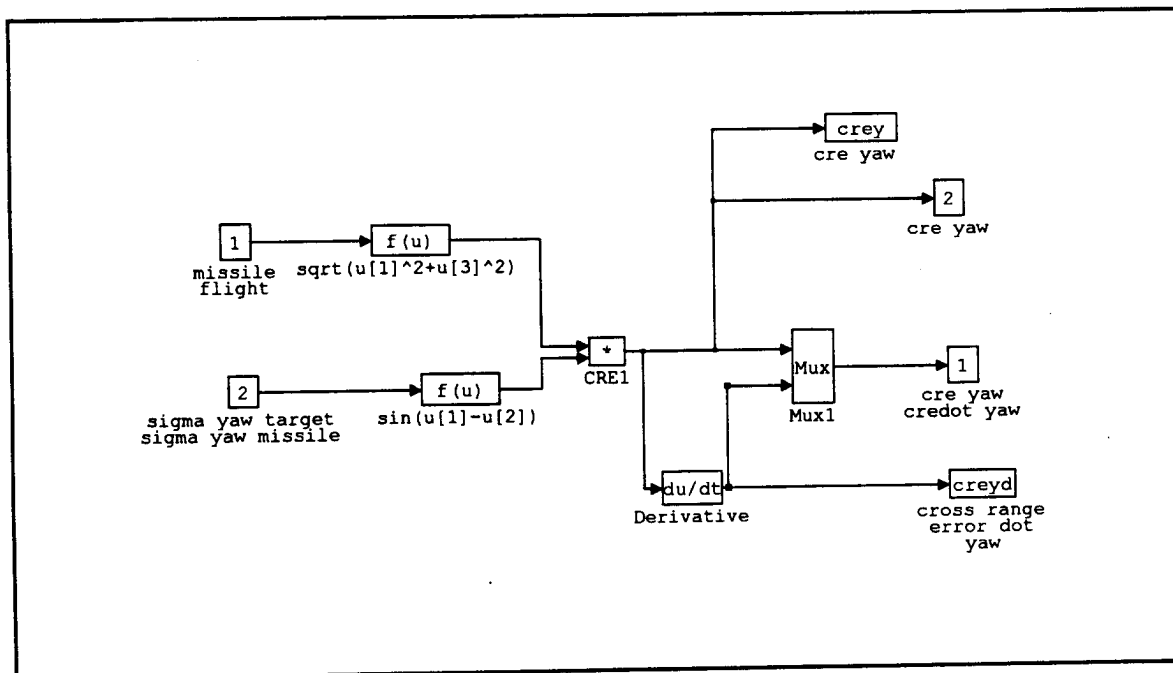 crey
cre yaw
2
cre yaw
1
missile
flight
f(u)
sqrt(u[1]^2+u[3]^2)
2
sigma yaw target
sigma yaw missile
f(u)
sin(u[1]-u[2])
*
CRE1
Mux
Mux1
1
cre yaw
credot yaw
du/dt
Derivative
creyd
cross range
error dot
yaw